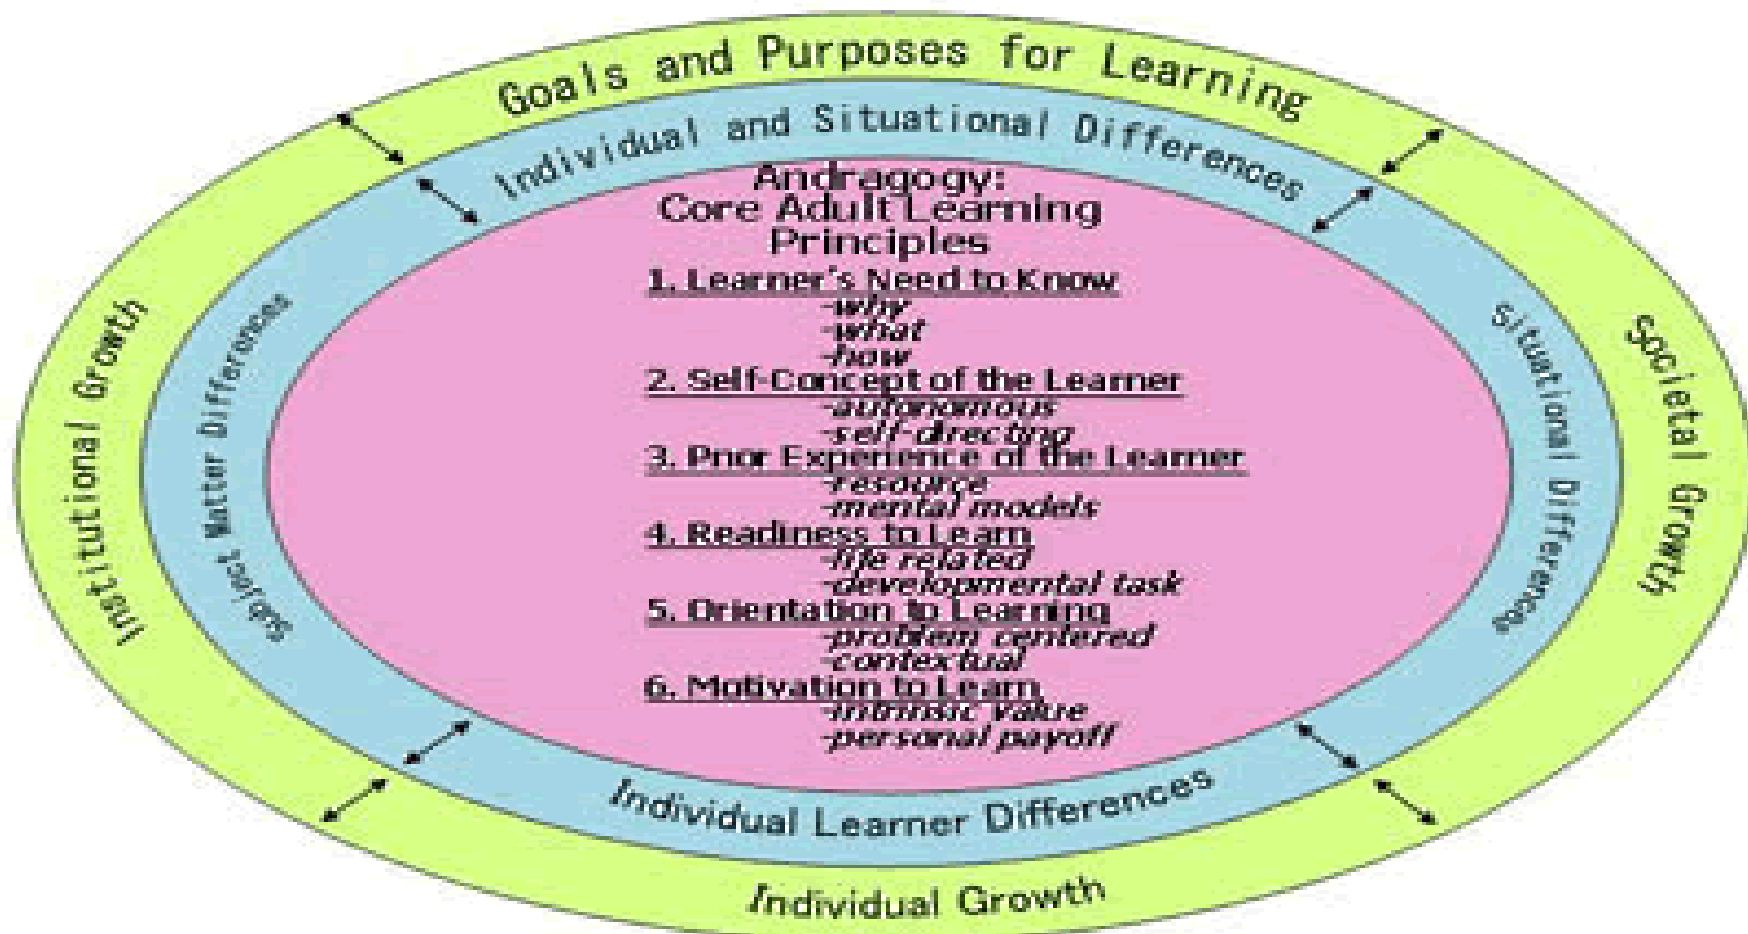 Goals and Purposes for Learning
Individual and Situational Differences
Andragogy:
Core Adult Learning
Principles
1. Learner's Need to Know
-why
-what
-how
2. Self-Concept of the Learner
-autonomous
-self-directing
3. Prior Experience of the Learner
-resource
-mental models
4. Readiness to Learn
-life related
-developmental task
5. Orientation to Learning
-problem centered
-contextual
6. Motivation to Learn
-intrinsic value
-personal payoff
Institutional Growth
Subject Matter Differences
Situational Differences
Societal Growth
Individual Learner Differences
Individual Growth